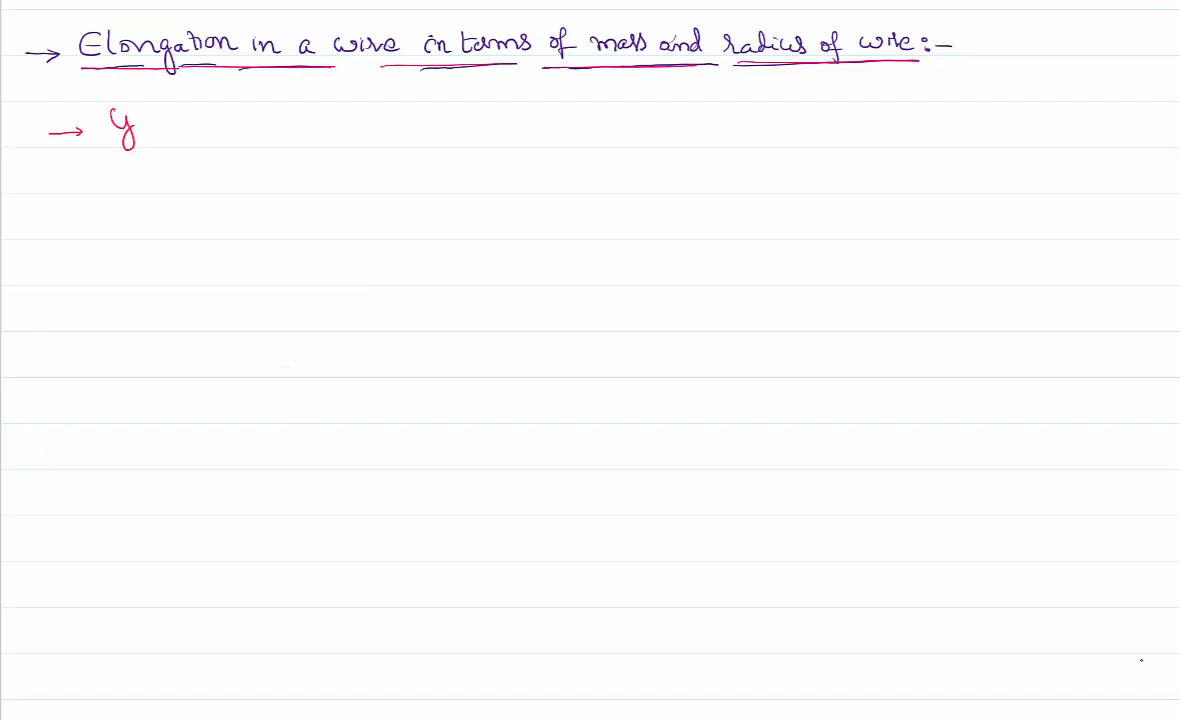 → Elongation in a wire in terms of mass and radius of wire:-
→ y